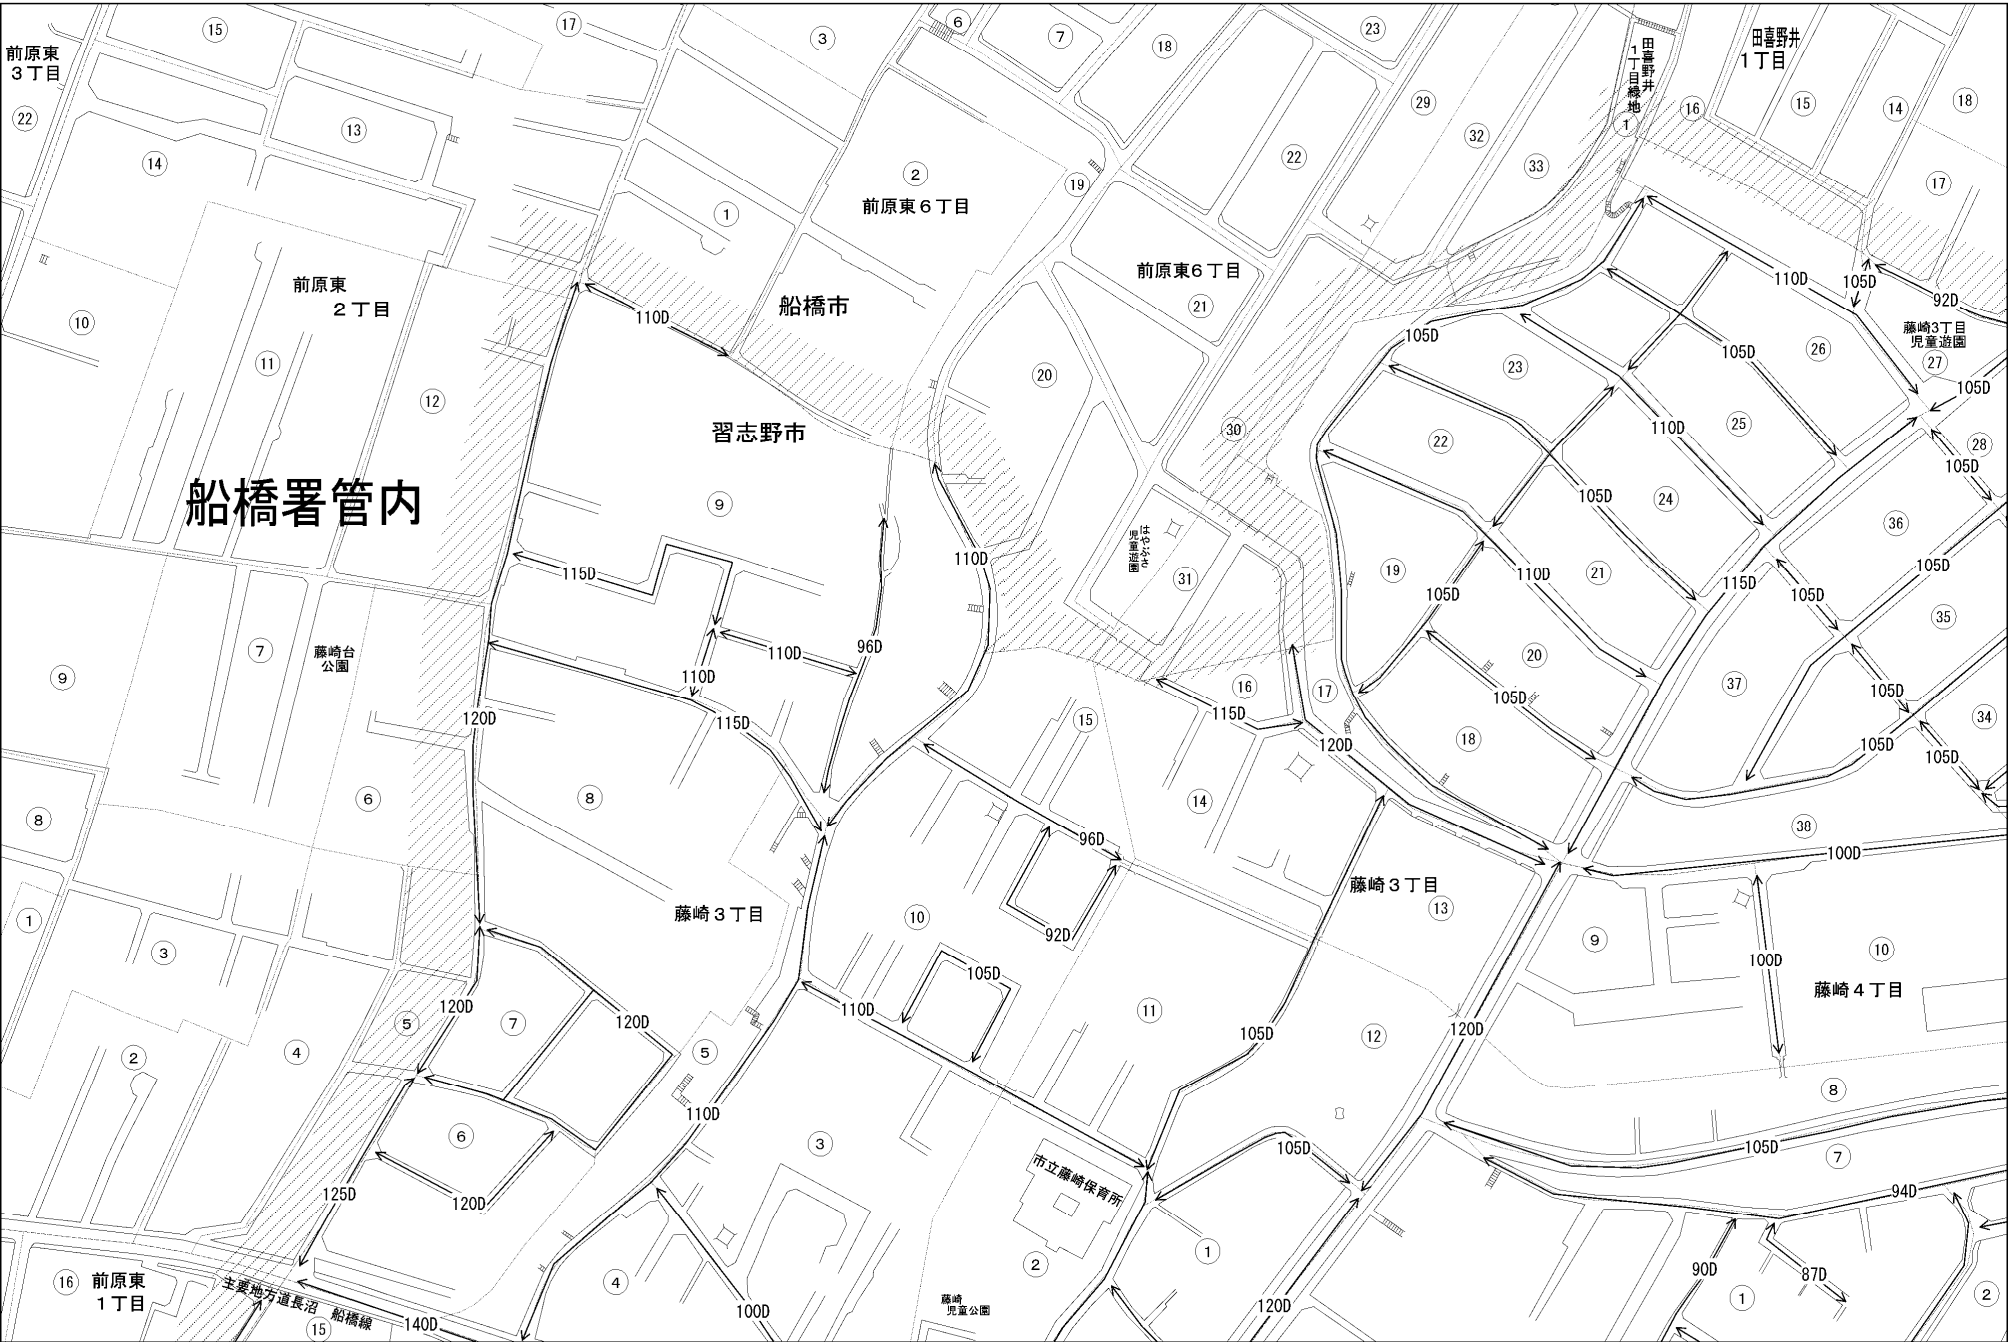 前原東
3丁目
22
15
17
3
6
7
18
23
29
32
33
田喜野井
1丁目緑地
1
16
田喜野井
1丁目
15
14
18
17
13
14
2
前原東6丁目
19
22
1
前原東
2丁目
10
11
12
船橋市
110D
前原東6丁目
21
20
105D
110D
105D
92D
藤崎3丁目
児童遊園
27
26
105D
105D
23
習志野市
船橋署管内
9
30
22
110D
25
28
105D
105D
24
36
はやぶさ
児童遊園
31
110D
115D
19
105D
110D
21
115D
105D
105D
35
9
7
藤崎台
公園
110D
96D
110D
120D
115D
16
17
115D
120D
15
20
105D
37
105D
34
18
105D
105D
6
8
8
14
96D
38
100D
藤崎3丁目
13
藤崎3丁目
10
92D
9
10
100D
藤崎4丁目
1
3
105D
110D
11
105D
12
120D
5
120D
7
120D
2
4
5
110D
8
6
3
105D
105D
7
市立藤崎保育所
125D
120D
94D
1
2
16
前原東
1丁目
主要地方道長沼 船橋線
15
140D
4
100D
藤崎
児童公園
120D
90D
87D
1
2